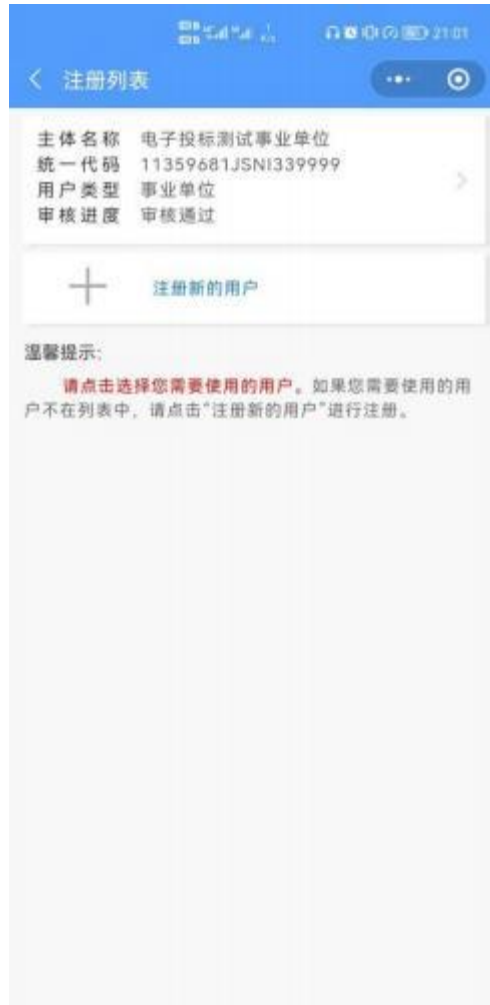 21:01
注册列表
主体名称 电子投标测试事业单位
统一代码 11359681JSNI339999
用户类型 事业单位
审核进度 审核通过
注册新的用户
温馨提示:
请点击选择您需要使用的用户。如果您需要使用的用
户不在列表中，请点击"注册新的用户"进行注册。